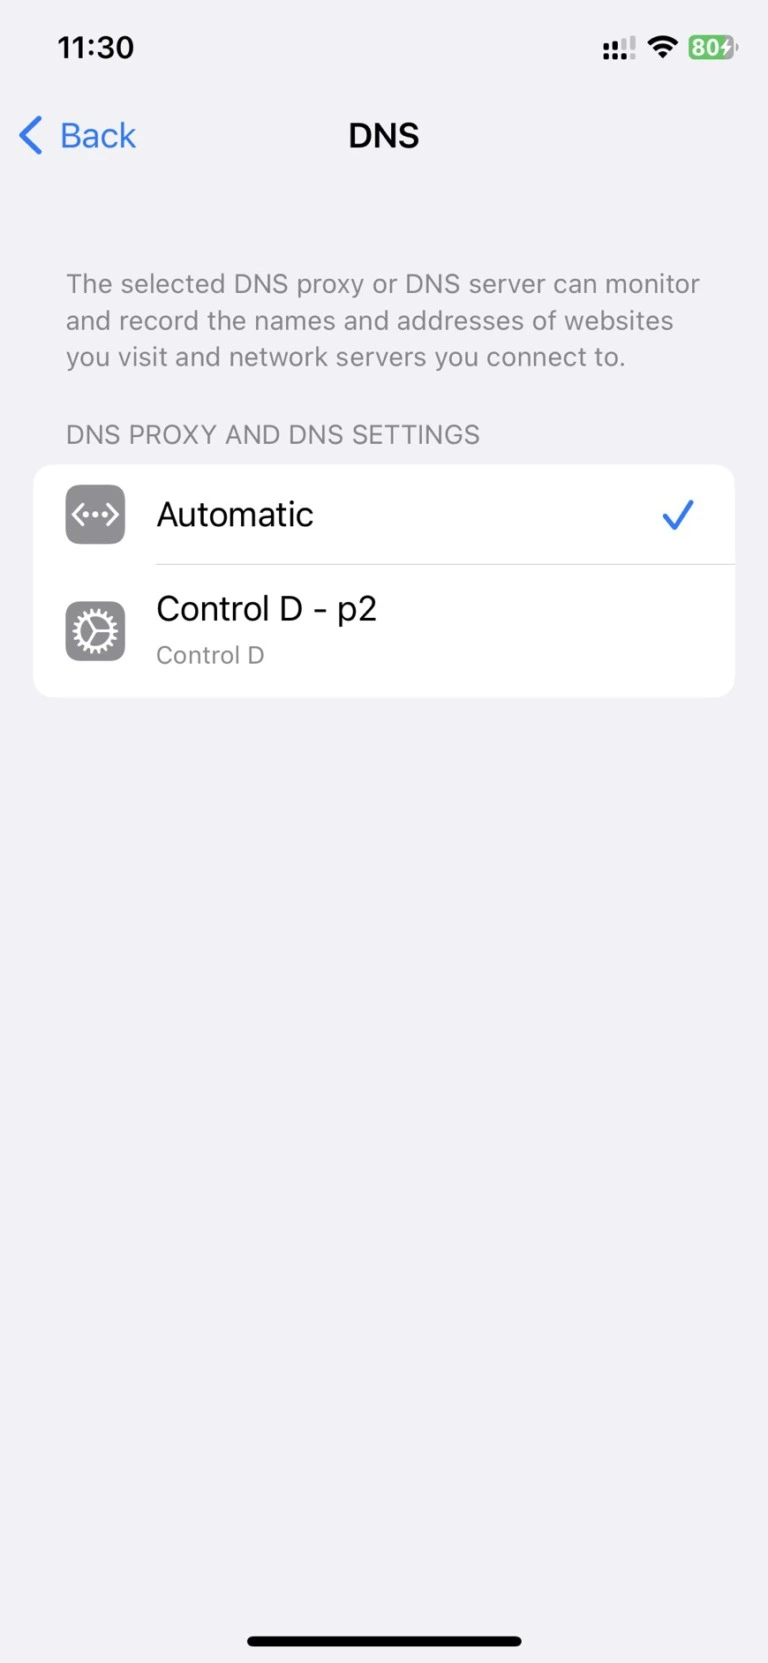 11:30
80
Back
DNS
The selected DNS proxy or DNS server can monitor
and record the names and addresses of websites
you visit and network servers you connect to.
DNS PROXY AND DNS SETTINGS
Automatic
Control D - p2
Control D